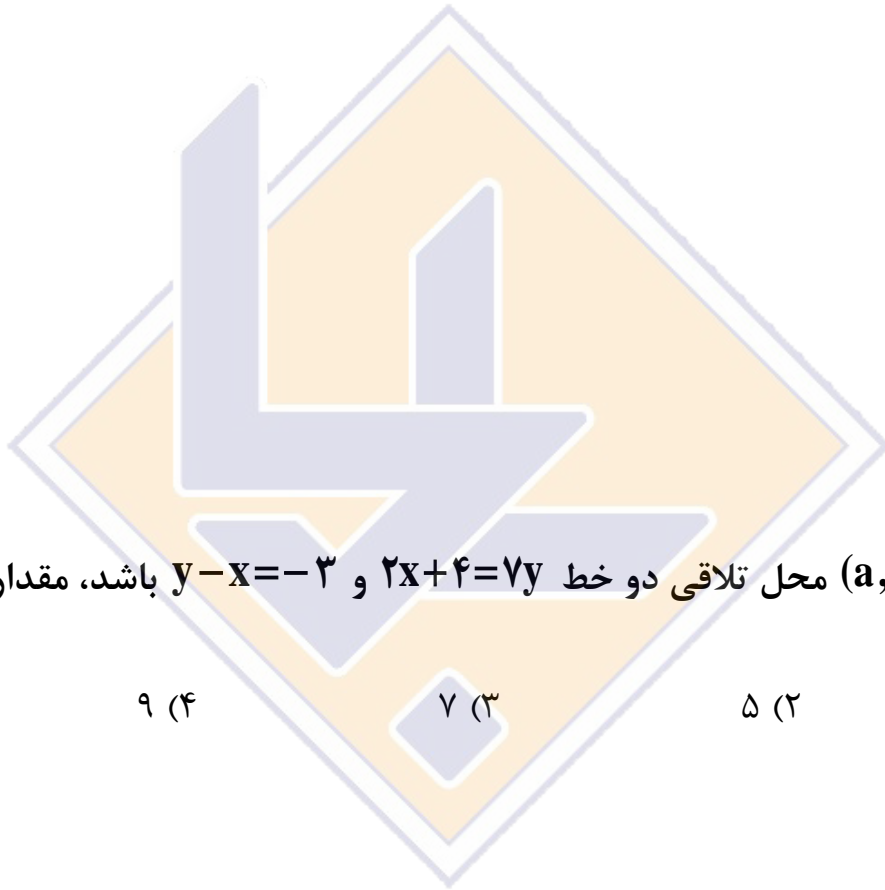 a,) محل تلاقی دو خط ۲x+۴=۷y و y−x=−۳ باشد، مقدار
۲) ۵ ۳) ۷ ۴) ۹